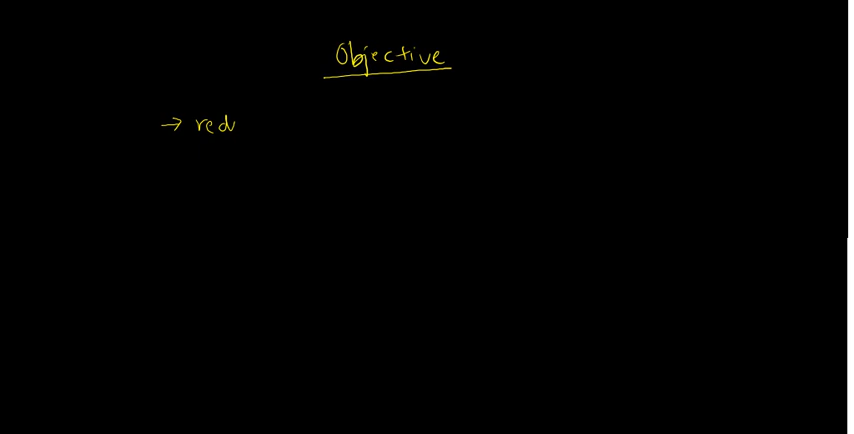 Objective
→ red